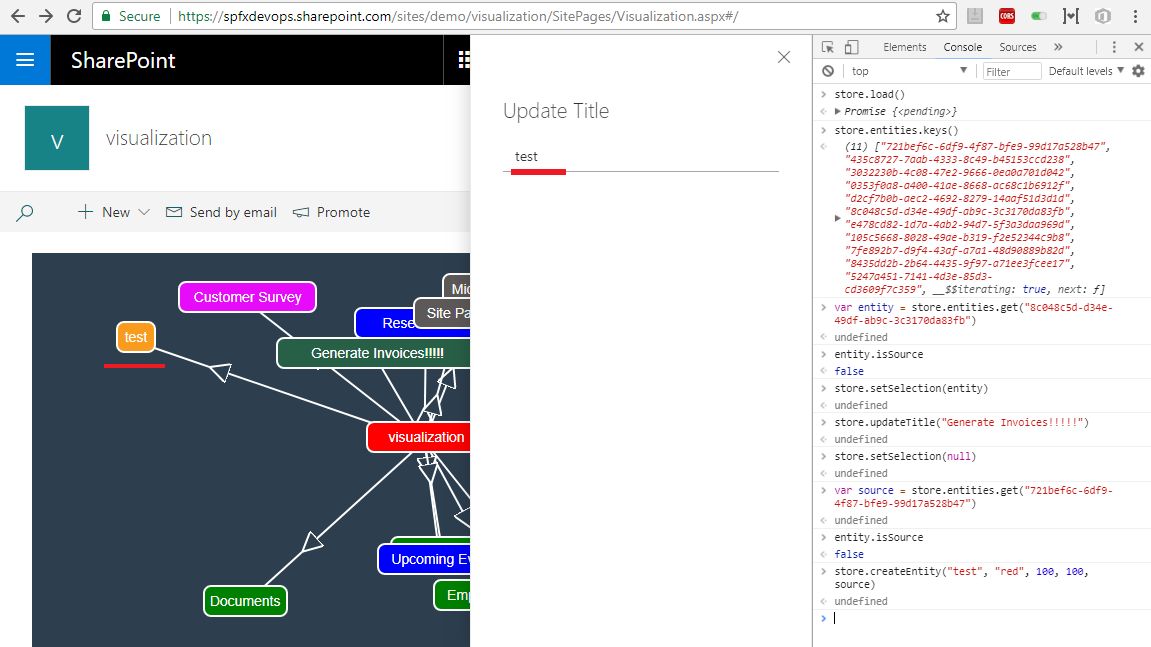 Secure
https://spfxdevops.sharepoint.com/sites/demo/visualization/SitePages/Visualization.aspx#/
CORS
SharePoint
V
visualization
New
Send by email
Promote
Customer Survey
test
Mic
Site Pa
Rese
Generate Invoices!!!!!
visualization
Upcoming Ev
Documents
Emp
Update Title
test
Elements
Console
Sources
top
Filter
Default levels
store.load()
Promise {<pending>}
store.entities.keys()
(11) ["721bef6c-6df9-4f87-bfe9-99d17a528b47",
"435c8727-7aab-4333-8c49-b45153ccd238",
"3032230b-4c08-47e2-9666-0ea0a701d042",
"0353f0a8-a400-41ae-8668-ac68c1b6912f",
"d2cf7b0b-aec2-4692-8279-14aaf51d3d1d",
"8c048c5d-d34e-49df-ab9c-3c3170da83fb",
"e478cd82-1d7a-4ab2-94d7-5f3a3daa969d",
"105c5668-8028-49ae-b319-f2e52344c9b8",
"7fe892b7-d9f4-43af-a7a1-48d90889b82d",
"8435dd2b-2b64-4435-9f97-a71ee3fcee17",
"5247a451-7141-4d3e-85d3-
cd3609f7c359", __$$iterating: true, next: ƒ]
var entity = store.entities.get("8c048c5d-d34e-
49df-ab9c-3c3170da83fb")
undefined
entity.isSource
false
store.setSelection(entity)
undefined
store.updateTitle("Generate Invoices!!!!!")
undefined
store.setSelection(null)
undefined
var source = store.entities.get("721bef6c-6df9-
4f87-bfe9-99d17a528b47")
undefined
entity.isSource
false
store.createEntity("test", "red", 100, 100,
source)
undefined